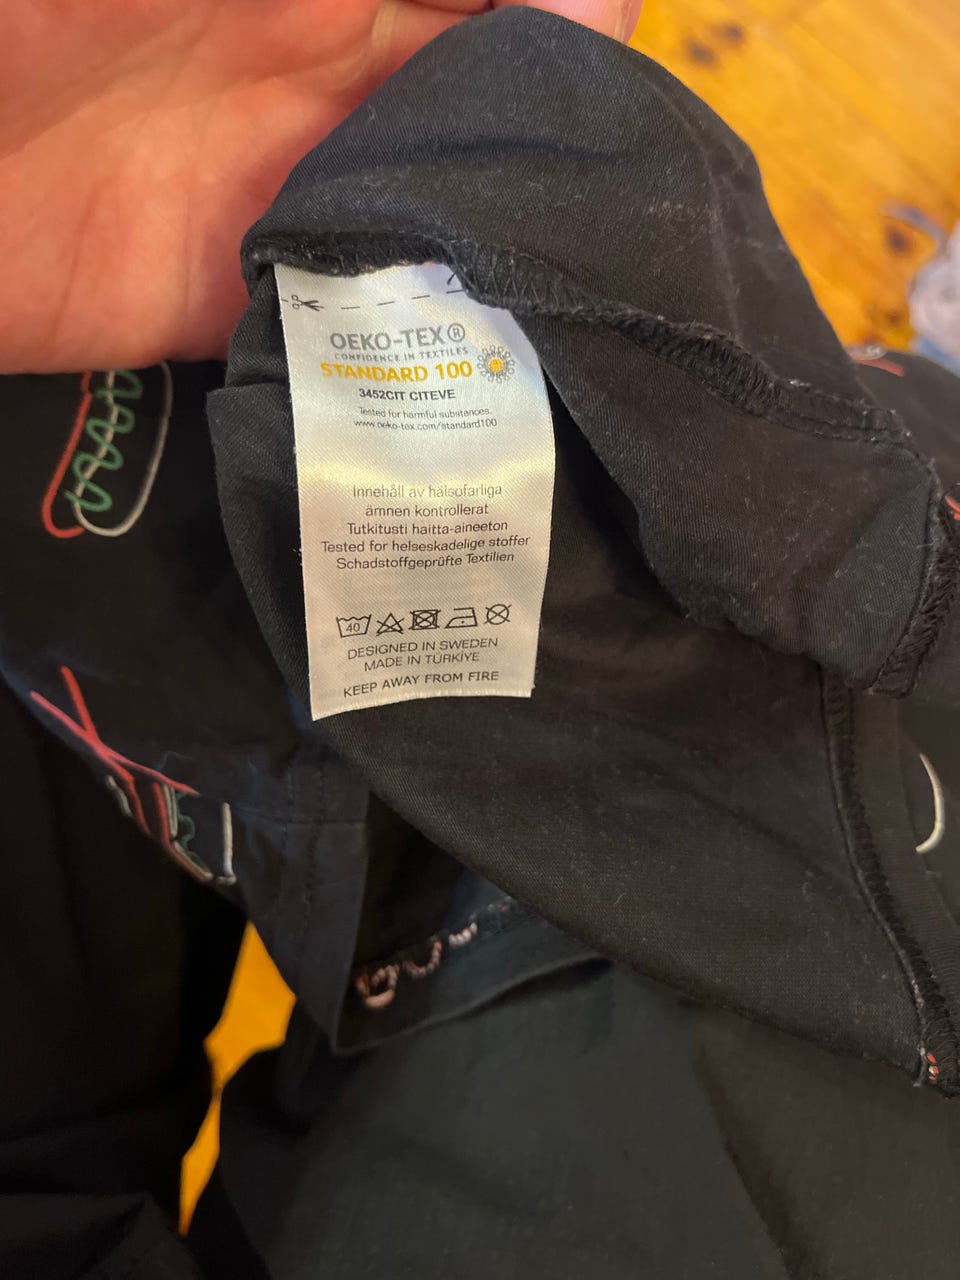 OEKO-TEX®
CONFIDENCE IN TEXTILES
STANDARD 100
3452CIT CITEVE
Tested for harmful substances.
www.oeko-tex.com/standard100
Innehåll av hälsofarliga
ämnen kontrollerat
Tutkitusti haitta-aineeton
Tested for helseskadelige stoffer
Schadstoffgeprüfte Textilien
40
DESIGNED IN SWEDEN
MADE IN TÜRKİYE
KEEP AWAY FROM FIRE